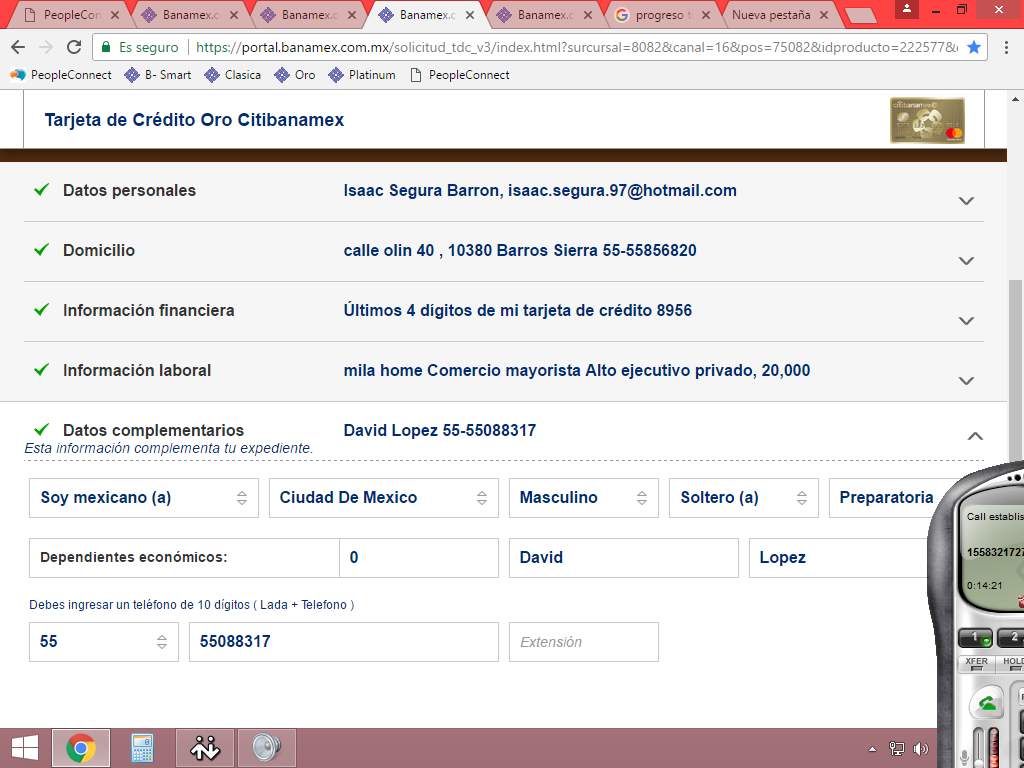 PeopleCon
Banamex.c
Banamex.c
Banamex.c
Banamex.c
progreso t
Nueva pestaña
Es seguro
https://portal.banamex.com.mx/solicitud_tdc_v3/index.html?surcursal=8082&canal=16&pos=75082&idproducto=222577&
PeopleConnect
B- Smart
Clasica
Oro
Platinum
PeopleConnect
Tarjeta de Crédito Oro Citibanamex
citibanamex
Datos personales Isaac Segura Barron, isaac.segura.97@hotmail.com
Domicilio calle olin 40 , 10380 Barros Sierra 55-55856820
Información financiera Últimos 4 dígitos de mi tarjeta de crédito 8956
Información laboral mila home Comercio mayorista Alto ejecutivo privado, 20,000
Datos complementarios David Lopez 55-55088317
Esta información complementa tu expediente.
Soy mexicano (a) Ciudad De Mexico Masculino Soltero (a) Preparatoria
Dependientes económicos: 0 David Lopez
Debes ingresar un teléfono de 10 dígitos ( Lada + Telefono )
55 55088317 Extensión
Call establis
1558321727
0:14:21
1 2
XFER HOLD